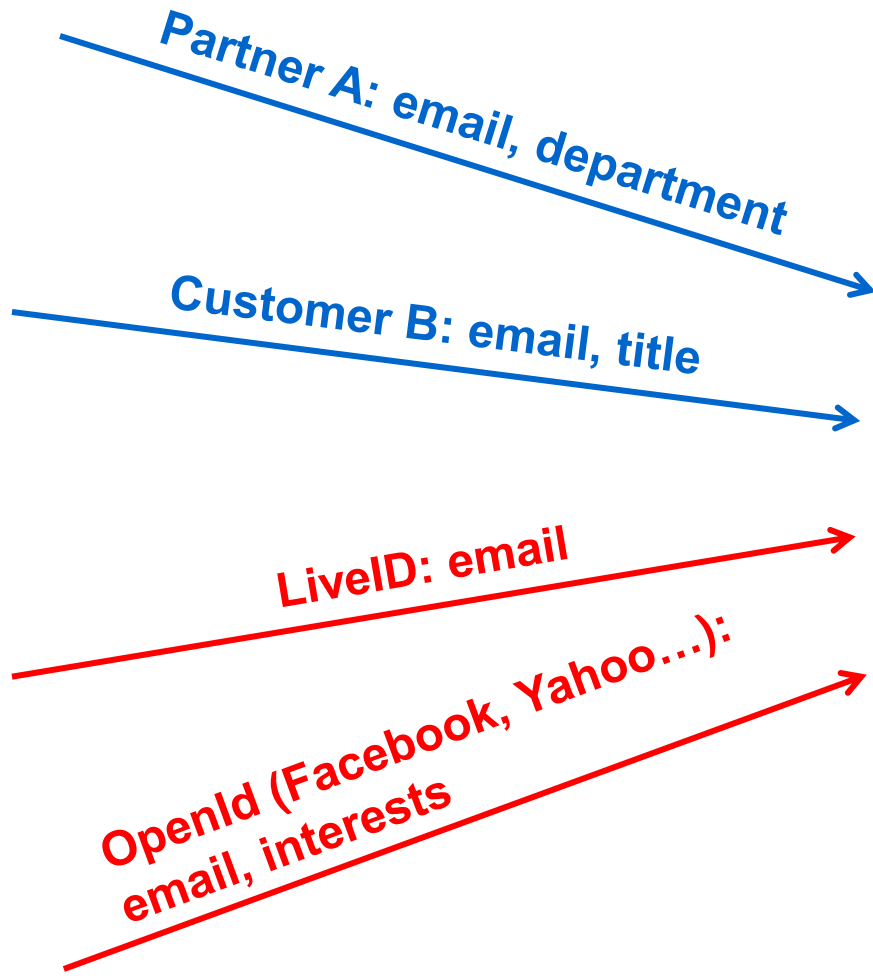 Partner A: email, department
Customer B: email, title
LiveID: email
OpenId (Facebook, Yahoo…):
email, interests